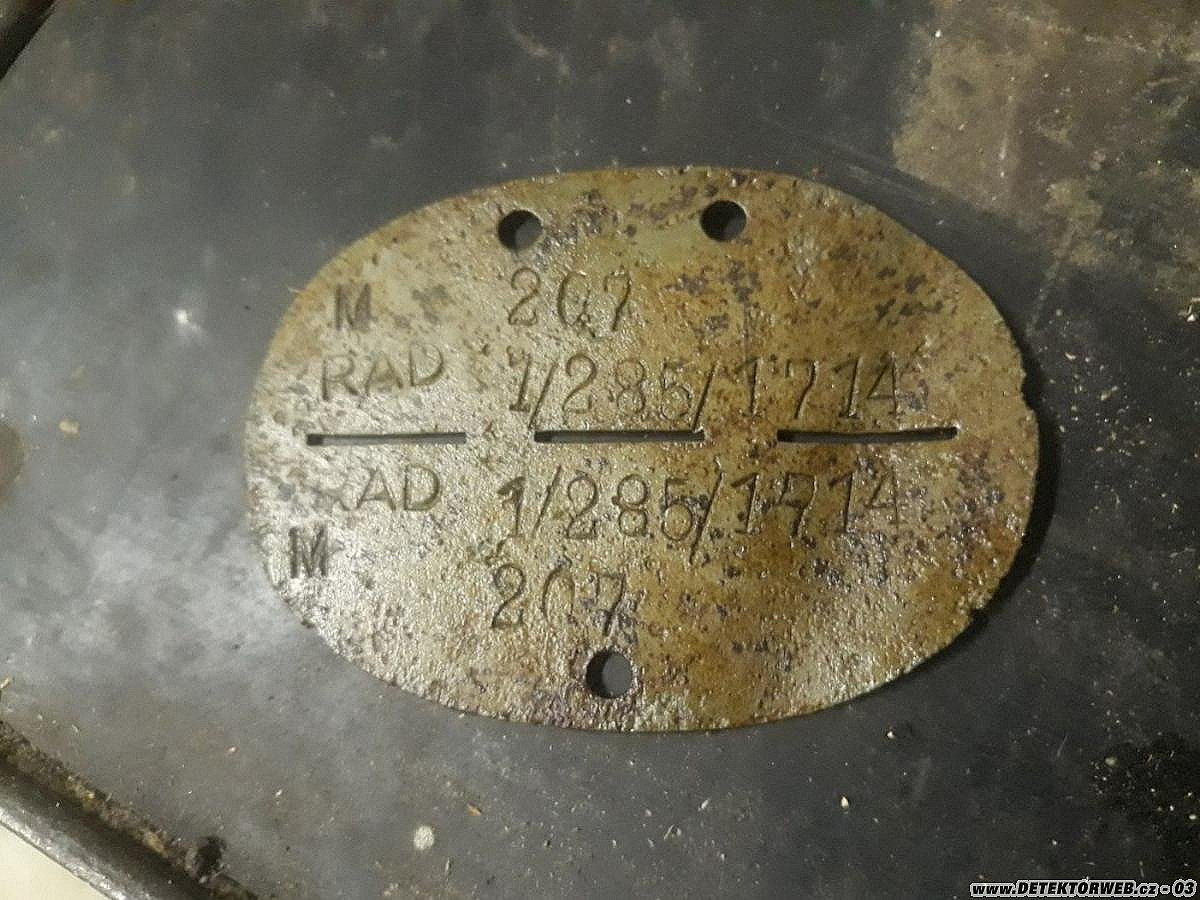 M 207
RAD 1/285/1714
RAD 1/285/1714
M 207
www.DETEKTORWEB.cz - 03